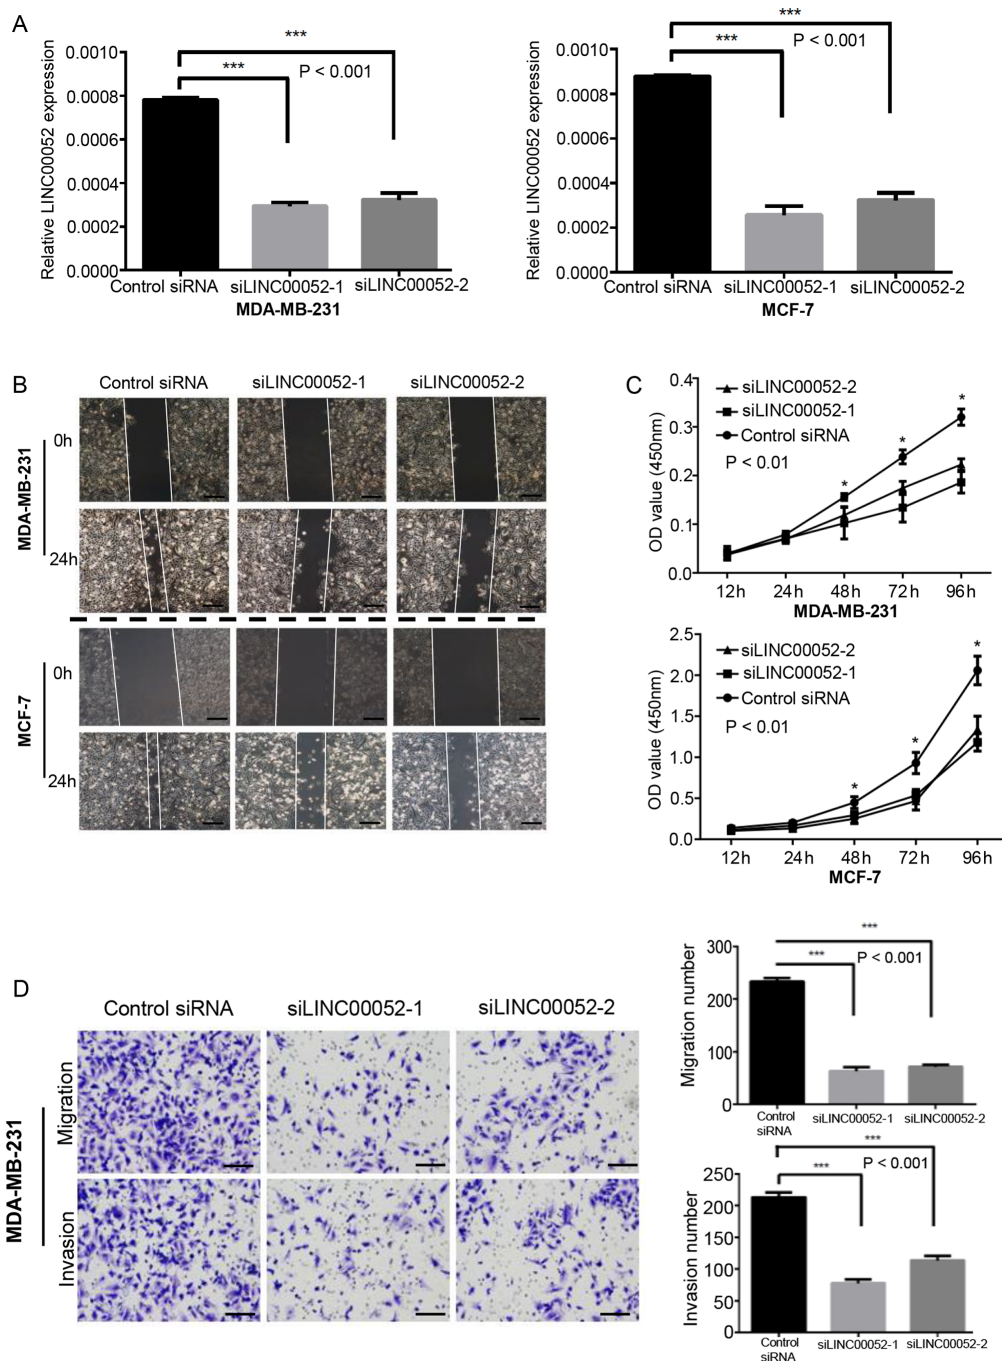 A
Relative LINC00052 expression
0.0010
0.0008
0.0006
0.0004
0.0002
0.0000
***
***
P < 0.001
Control siRNA
siLINC00052-1
siLINC00052-2
MDA-MB-231
Relative LINC00052 expression
0.0010
0.0008
0.0006
0.0004
0.0002
0.0000
***
***
P < 0.001
Control siRNA
siLINC00052-1
siLINC00052-2
MCF-7
B
Control siRNA
siLINC00052-1
siLINC00052-2
MDA-MB-231
0h
24h
MCF-7
0h
24h
C
OD value (450nm)
0.4
0.3
0.2
0.1
0.0
siLINC00052-2
siLINC00052-1
Control siRNA
P < 0.01
*
*
*
12h
24h
48h
72h
96h
MDA-MB-231
OD value (450nm)
2.5
2.0
1.5
1.0
0.5
0.0
siLINC00052-2
siLINC00052-1
Control siRNA
P < 0.01
*
*
*
12h
24h
48h
72h
96h
MCF-7
D
Control siRNA
siLINC00052-1
siLINC00052-2
MDA-MB-231
Migration
Invasion
Migration number
300
200
100
0
***
***
P < 0.001
Control
siRNA
siLINC00052-1
siLINC00052-2
Invasion number
250
200
150
100
50
0
***
***
P < 0.001
Control
siRNA
siLINC00052-1
siLINC00052-2